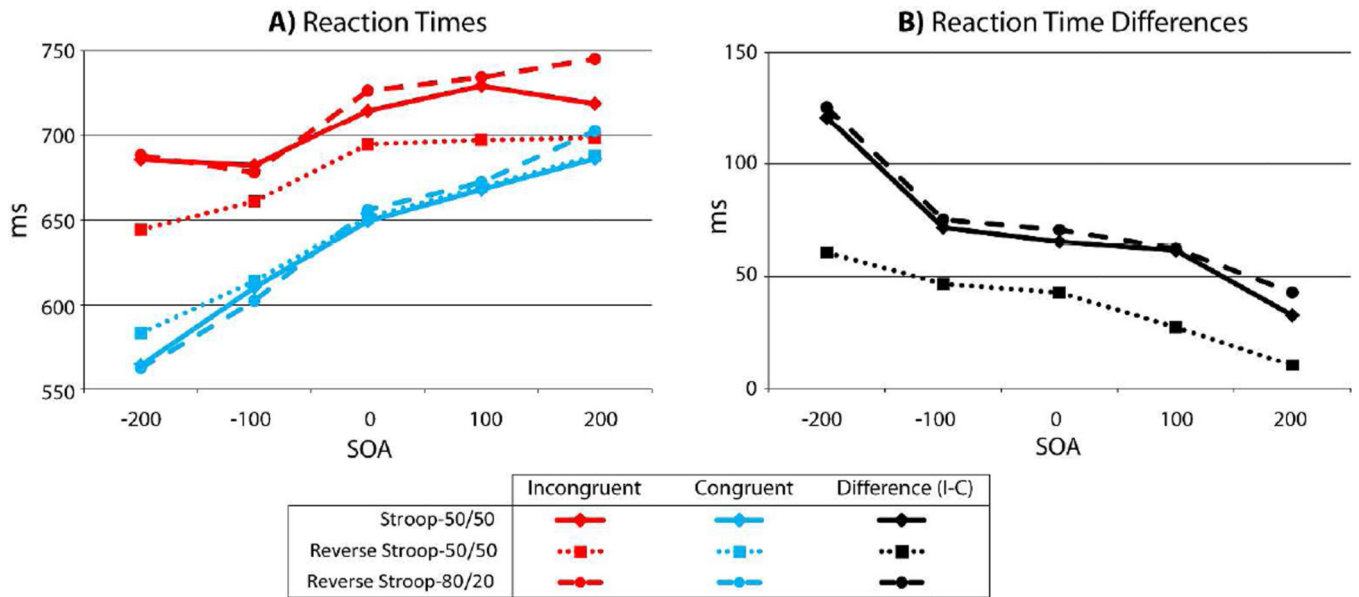 A) Reaction Times
750
700
650
600
550
ms
-200 -100 0 100 200
SOA
B) Reaction Time Differences
150
100
50
0
ms
-200 -100 0 100 200
SOA
Incongruent Congruent Difference (I-C)
Stroop-50/50
Reverse Stroop-50/50
Reverse Stroop-80/20